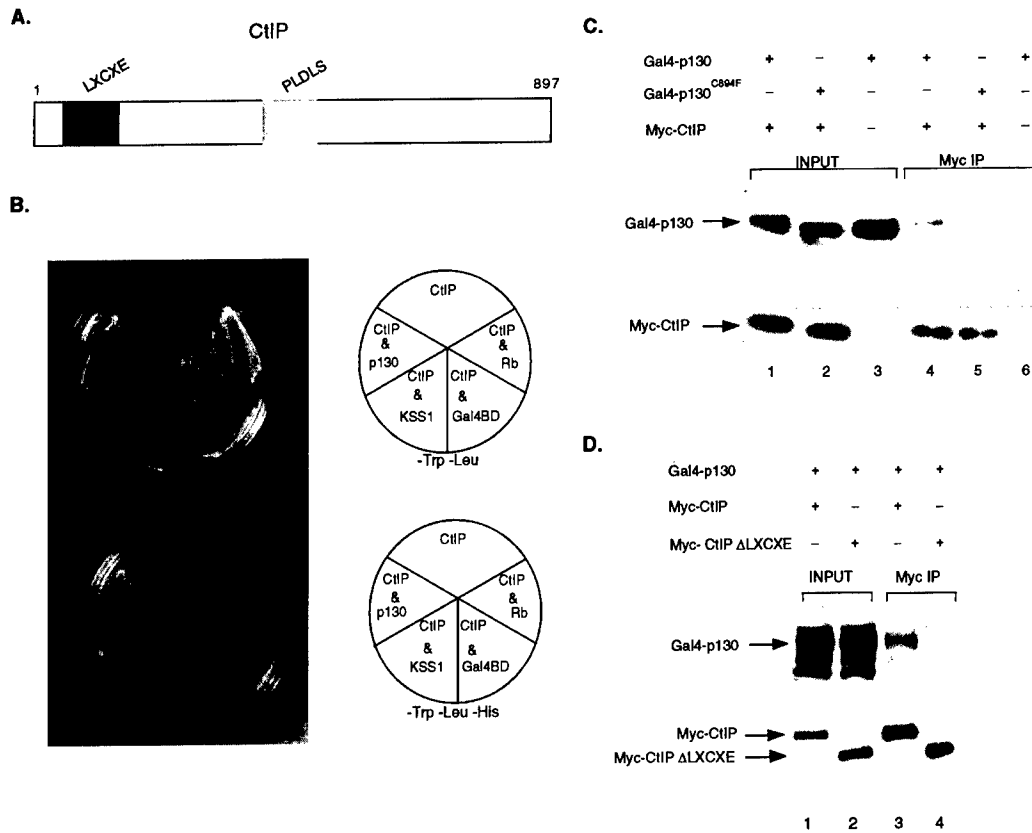 A.
CtIP
LXCXE
PLDLS
1
897
B.
CtIP
CtIP & p130
CtIP & Rb
CtIP & KSS1
CtIP & Gal4BD
-Trp -Leu
CtIP
CtIP & p130
CtIP & Rb
CtIP & KSS1
CtIP & Gal4BD
-Trp -Leu -His
C.
Gal4-p130 + – + + – +
Gal4-p130C894F – + – – + –
Myc-CtIP + + – + + –
INPUT Myc IP
Gal4-p130
Myc-CtIP
1 2 3 4 5 6
D.
Gal4-p130 + + + +
Myc-CtIP + – + –
Myc- CtIP ΔLXCXE – + – +
INPUT Myc IP
Gal4-p130
Myc-CtIP
Myc-CtIP ΔLXCXE
1 2 3 4